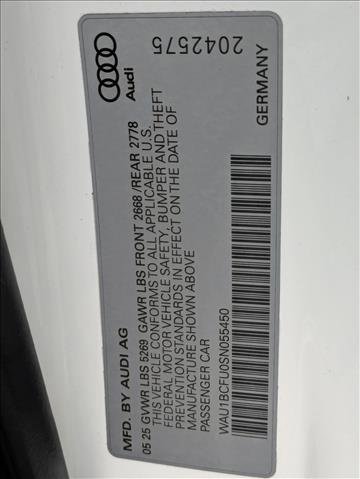 Audi
2042575
MFD. BY AUDI AG
05 25 GVWR LBS 5269 GAWR LBS FRONT 2668 /REAR 2778
THIS VEHICLE CONFORMS TO ALL APPLICABLE U.S.
FEDERAL MOTOR VEHICLE SAFETY, BUMPER AND THEFT
PREVENTION STANDARDS IN EFFECT ON THE DATE OF
MANUFACTURE SHOWN ABOVE
PASSENGER CAR
WAU1BCFU0SN055450
GERMANY